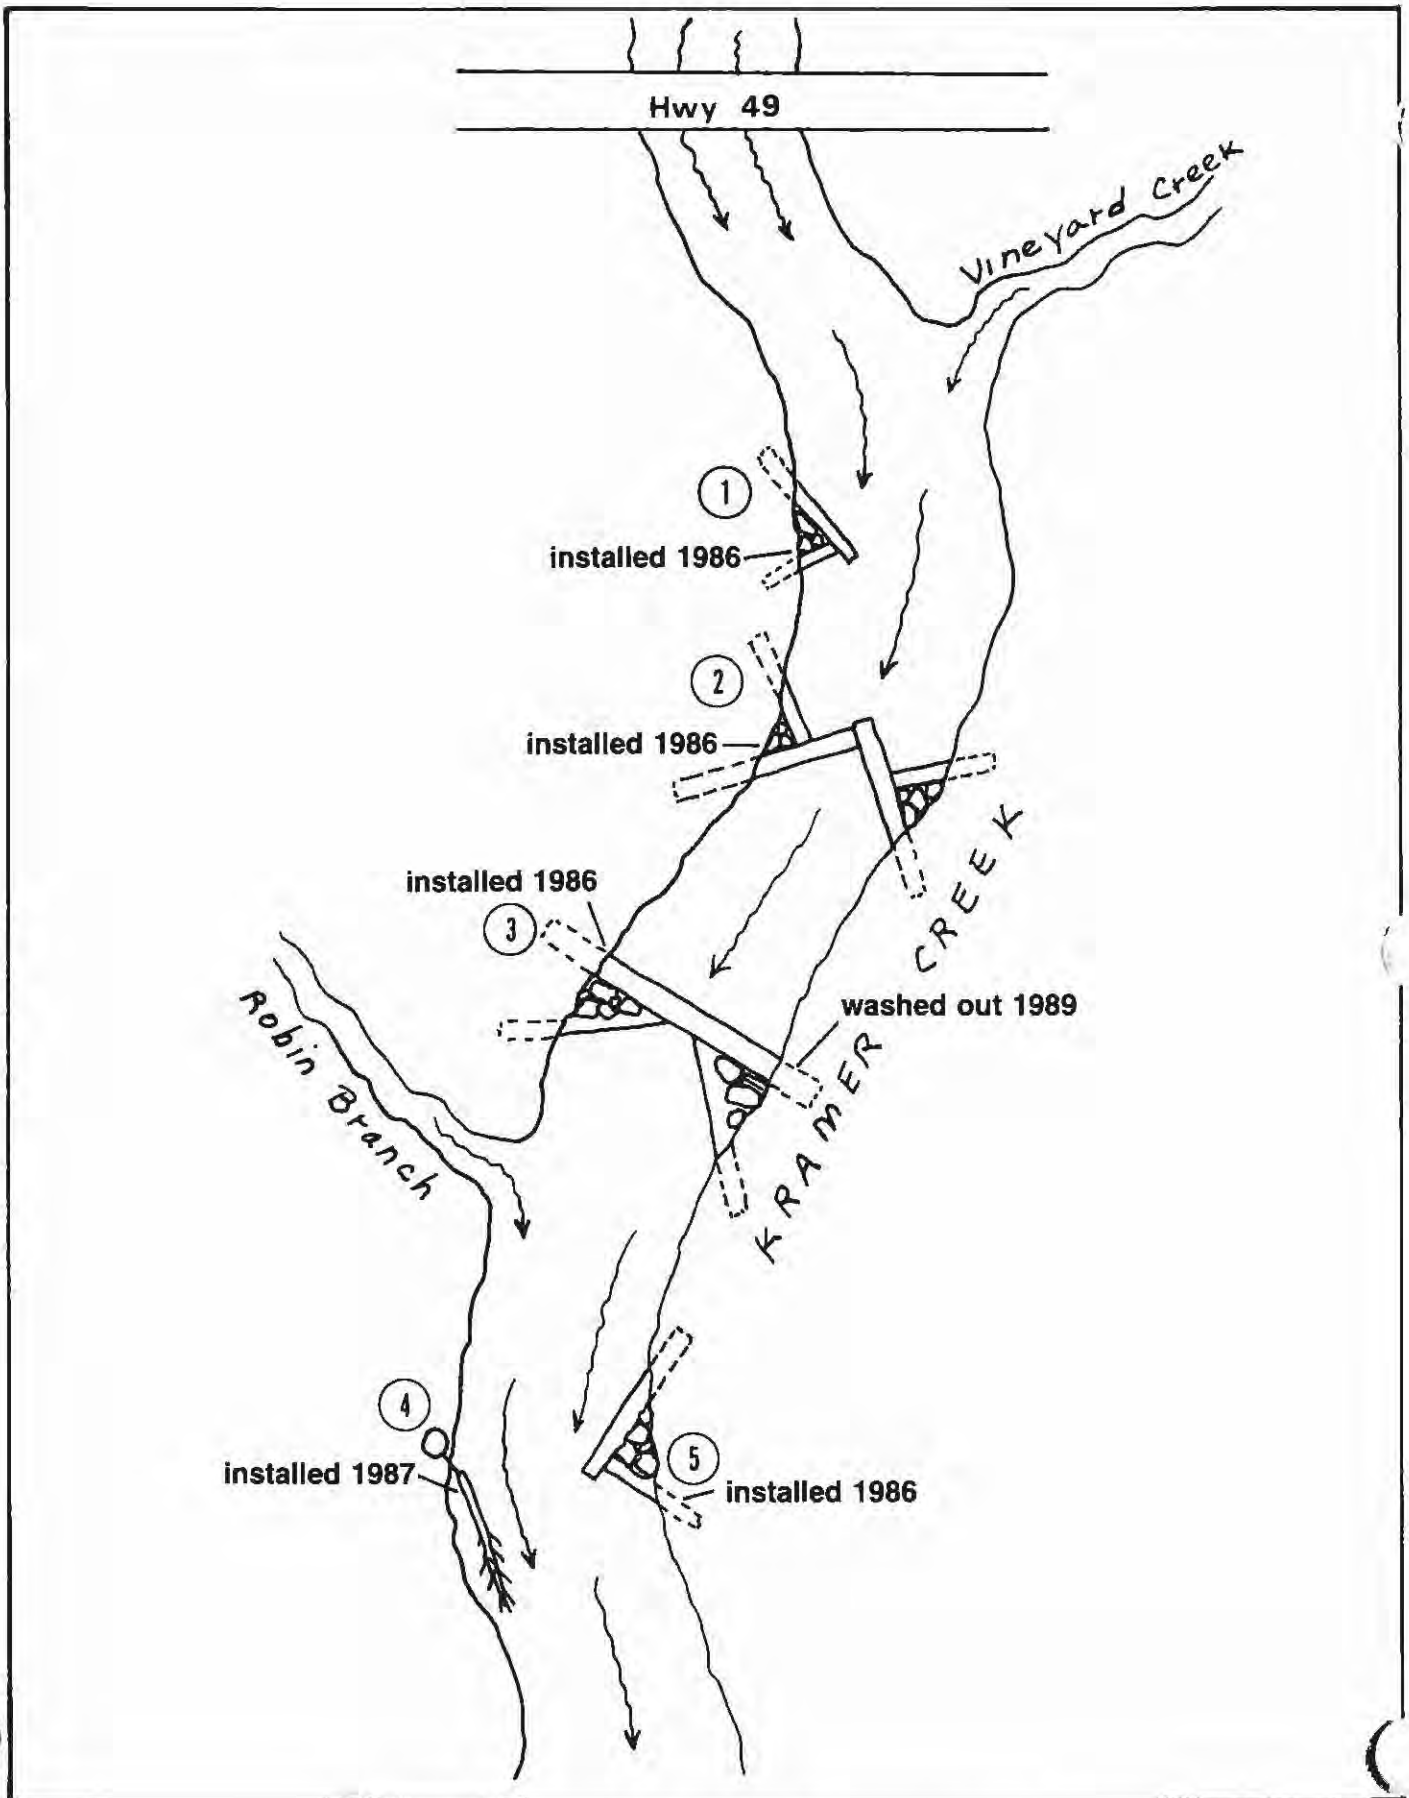 Hwy 49
Vineyard Creek
1
installed 1986
2
installed 1986
installed 1986
3
KRAMER CREEK
washed out 1989
Robin Branch
4
installed 1987
5
installed 1986